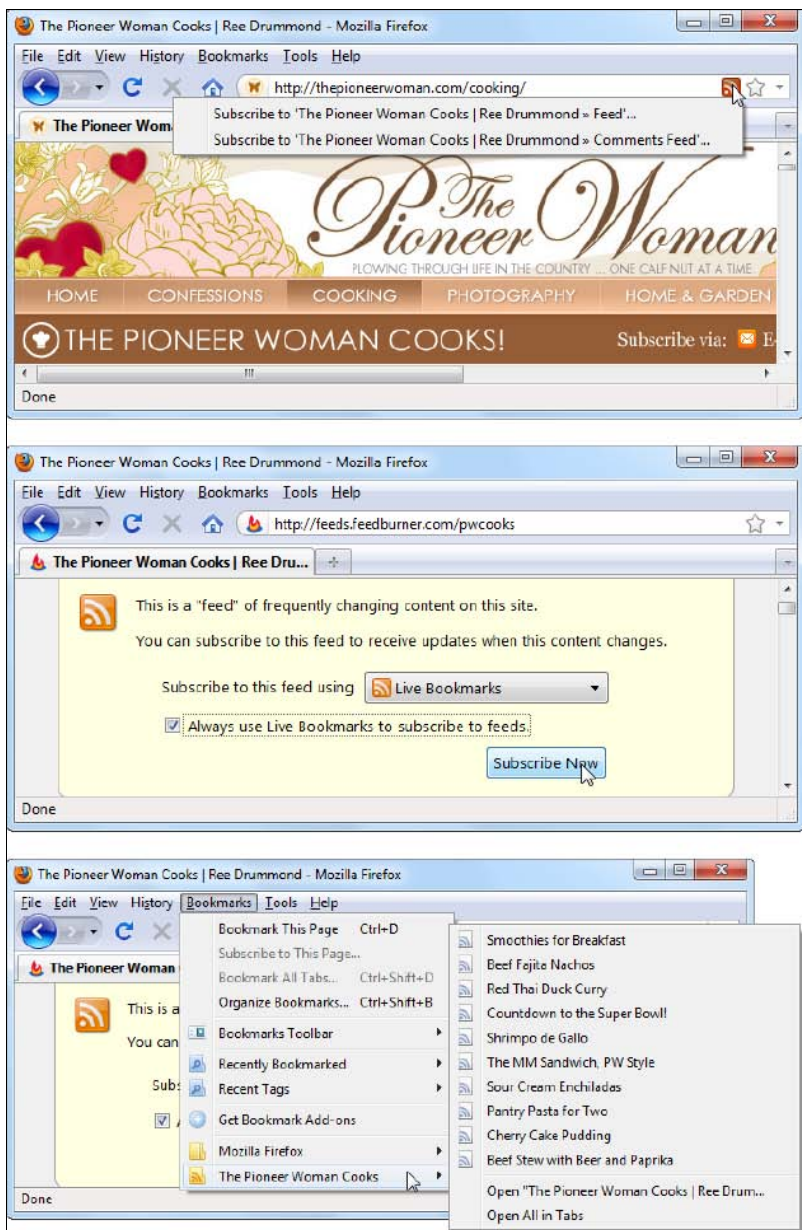 The Pioneer Woman Cooks | Ree Drummond - Mozilla Firefox
File Edit View History Bookmarks Tools Help
http://thepioneerwoman.com/cooking/
Subscribe to 'The Pioneer Woman Cooks | Ree Drummond » Feed'...
The Pioneer Wom
Subscribe to 'The Pioneer Woman Cooks | Ree Drummond » Comments Feed'...
The Pioneer Woman
PLOWING THROUGH LIFE IN THE COUNTRY ... ONE CALF NUT AT A TIME
HOME CONFESSIONS COOKING PHOTOGRAPHY HOME & GARDEN
THE PIONEER WOMAN COOKS! Subscribe via: E-
Done
The Pioneer Woman Cooks | Ree Drummond - Mozilla Firefox
File Edit View History Bookmarks Tools Help
http://feeds.feedburner.com/pwcooks
The Pioneer Woman Cooks | Ree Dru...
This is a "feed" of frequently changing content on this site.
You can subscribe to this feed to receive updates when this content changes.
Subscribe to this feed using Live Bookmarks
Always use Live Bookmarks to subscribe to feeds.
Subscribe Now
Done
The Pioneer Woman Cooks | Ree Drummond - Mozilla Firefox
File Edit View History Bookmarks Tools Help
The Pioneer Woman
This is a
You can
Subs
A
Done
Bookmark This Page Ctrl+D
Subscribe to This Page...
Bookmark All Tabs... Ctrl+Shift+D
Organize Bookmarks... Ctrl+Shift+B
Bookmarks Toolbar
Recently Bookmarked
Recent Tags
Get Bookmark Add-ons
Mozilla Firefox
The Pioneer Woman Cooks
Smoothies for Breakfast
Beef Fajita Nachos
Red Thai Duck Curry
Countdown to the Super Bowl!
Shrimpo de Gallo
The MM Sandwich, PW Style
Sour Cream Enchiladas
Pantry Pasta for Two
Cherry Cake Pudding
Beef Stew with Beer and Paprika
Open "The Pioneer Woman Cooks | Ree Drum...
Open All in Tabs